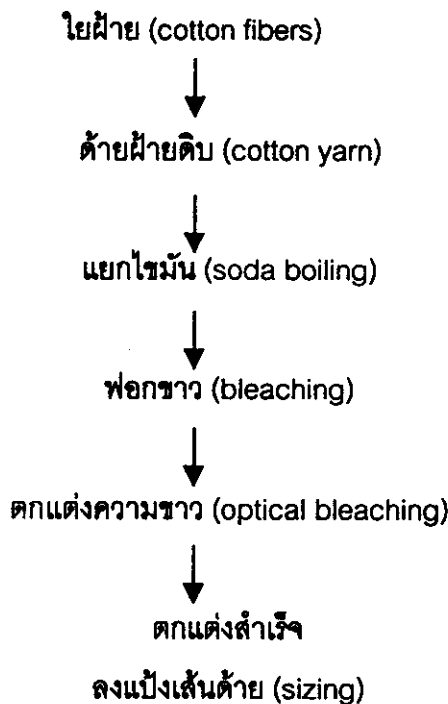 ใยฝ้าย (cotton fibers)
ด้ายฝ้ายดิบ (cotton yarn)
แยกไขมัน (soda boiling)
ฟอกขาว (bleaching)
ตกแต่งความขาว (optical bleaching)
ตกแต่งสำเร็จ
ลงแป้งเส้นด้าย (sizing)